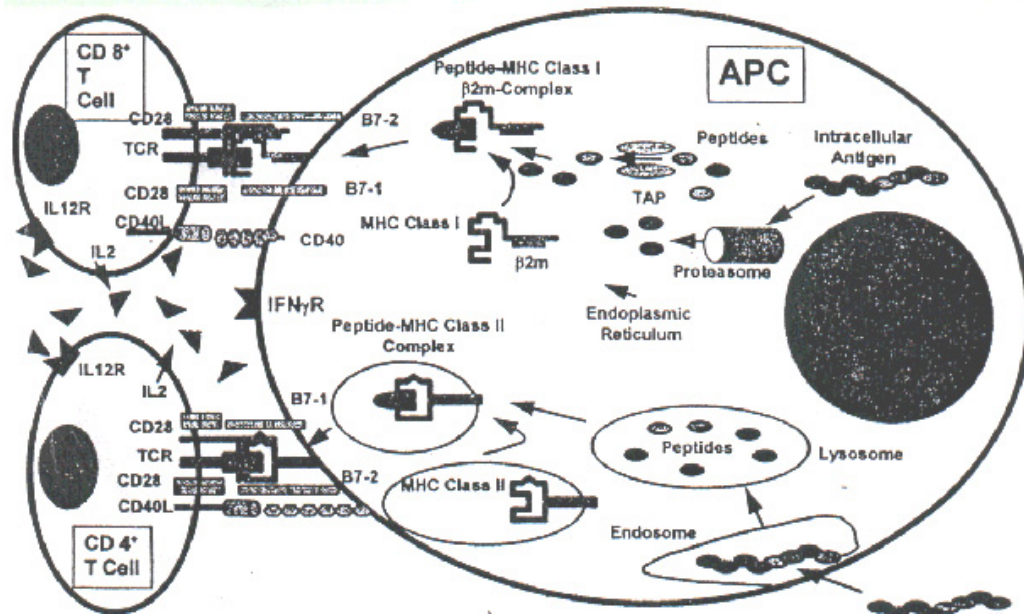 CD 8⁺
T
Cell
CD28
TCR
CD28
IL12R
CD40L
IL2
B7-2
B7-1
CD40
Peptide-MHC Class I
β2m-Complex
APC
Peptides
Intracellular
Antigen
TAP
MHC Class I
β2m
Proteasome
Endoplasmic
Reticulum
IFNγR
Peptide-MHC Class II
Complex
IL12R
IL2
B7-1
CD28
TCR
CD28
CD40L
B7-2
MHC Class II
Peptides
Lysosome
Endosome
CD 4⁺
T Cell